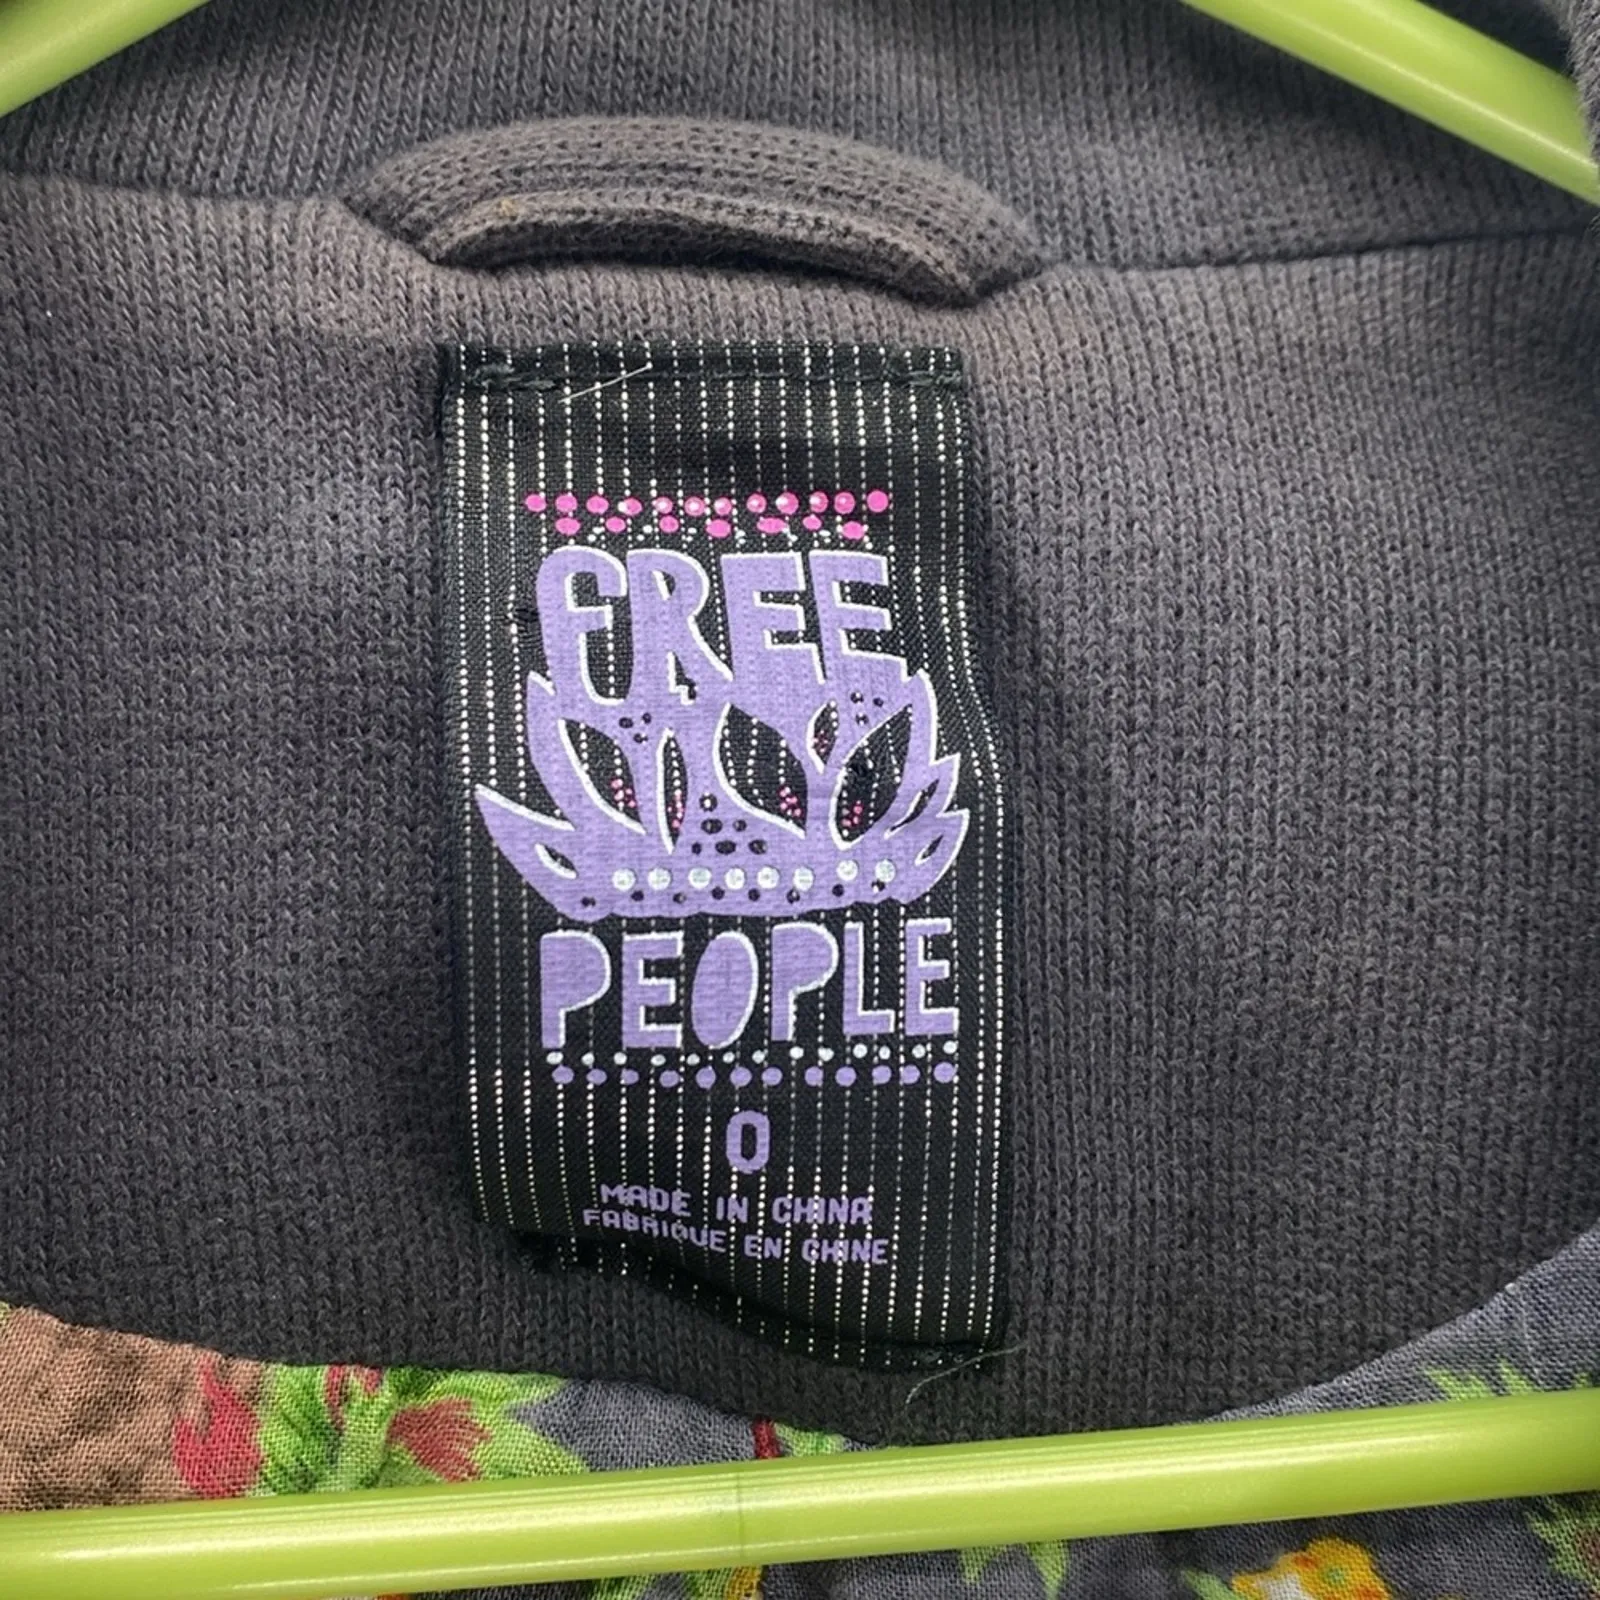 FREE
PEOPLE
0
MADE IN CHINA
FABRIQUE EN CHINE